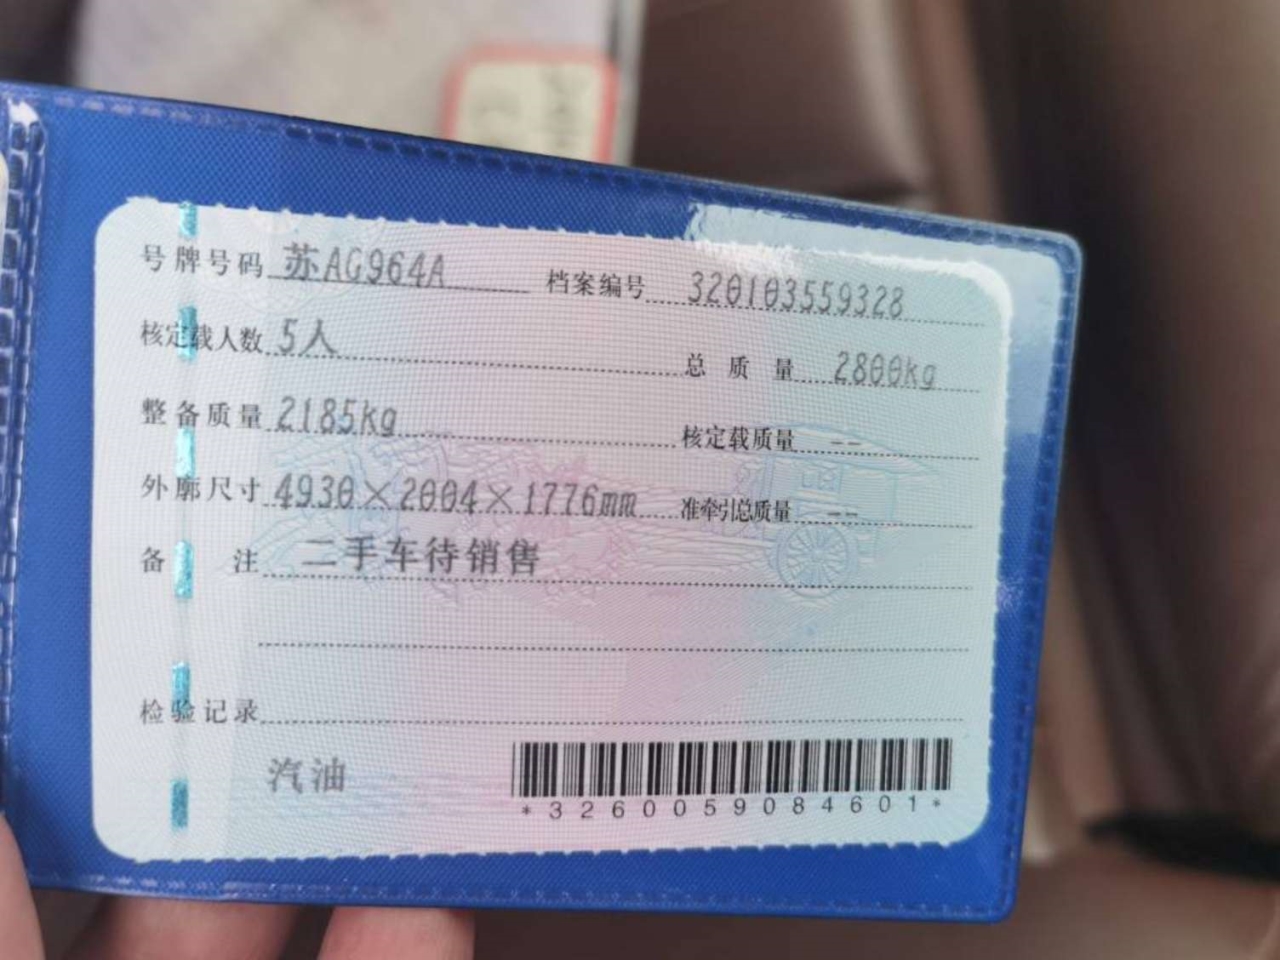 号牌号码 苏AG964A 档案编号 320103559328
核定载人数 5人 总质量 2800kg
整备质量 2185kg 核定载质量 --
外廓尺寸 4930×2004×1776mm 准牵引总质量 --
备注 二手车待销售
检验记录
汽油
*3260059084601*